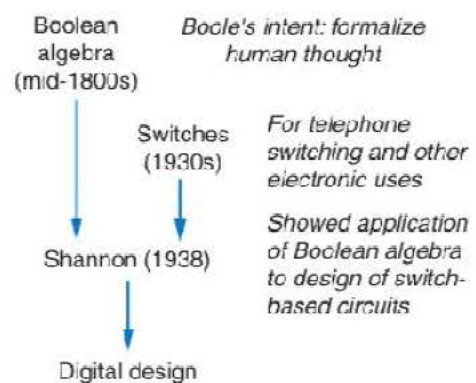 Boolean
algebra
(mid-1800s)
Boole's intent: formalize
human thought
Switches
(1930s)
For telephone
switching and other
electronic uses
Shannon (1938)
Showed application
of Boolean algebra
to design of switch-
based circuits
Digital design